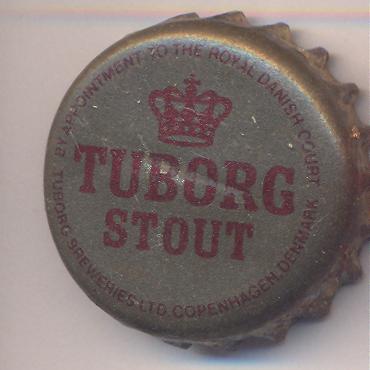 BY APPOINTMENT TO THE ROYAL DANISH COURT
TUBORG
STOUT
TUBORG BREWERIES LTD. COPENHAGEN, DENMARK